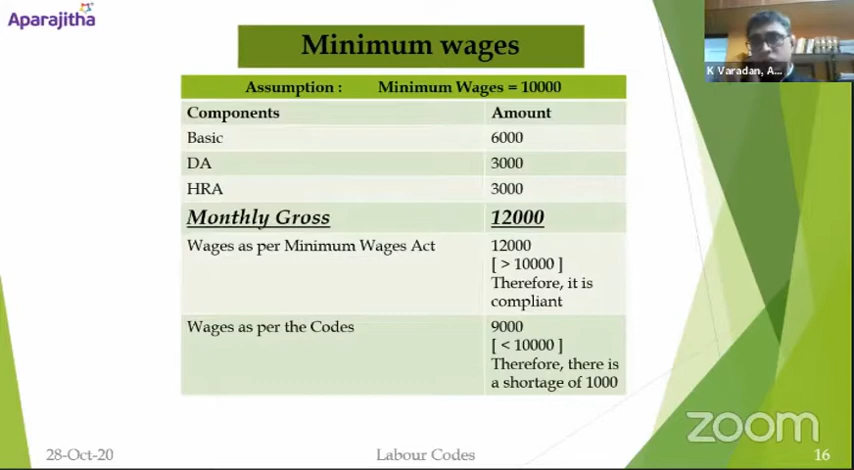 Aparajitha
Minimum wages
K Varadan, A...
Assumption : Minimum Wages = 10000
Components Amount
Basic 6000
DA 3000
HRA 3000
Monthly Gross 12000
Wages as per Minimum Wages Act 12000
[ > 10000 ]
Therefore, it is
compliant
Wages as per the Codes 9000
[ < 10000 ]
Therefore, there is
a shortage of 1000
zoom
28-Oct-20 Labour Codes 16